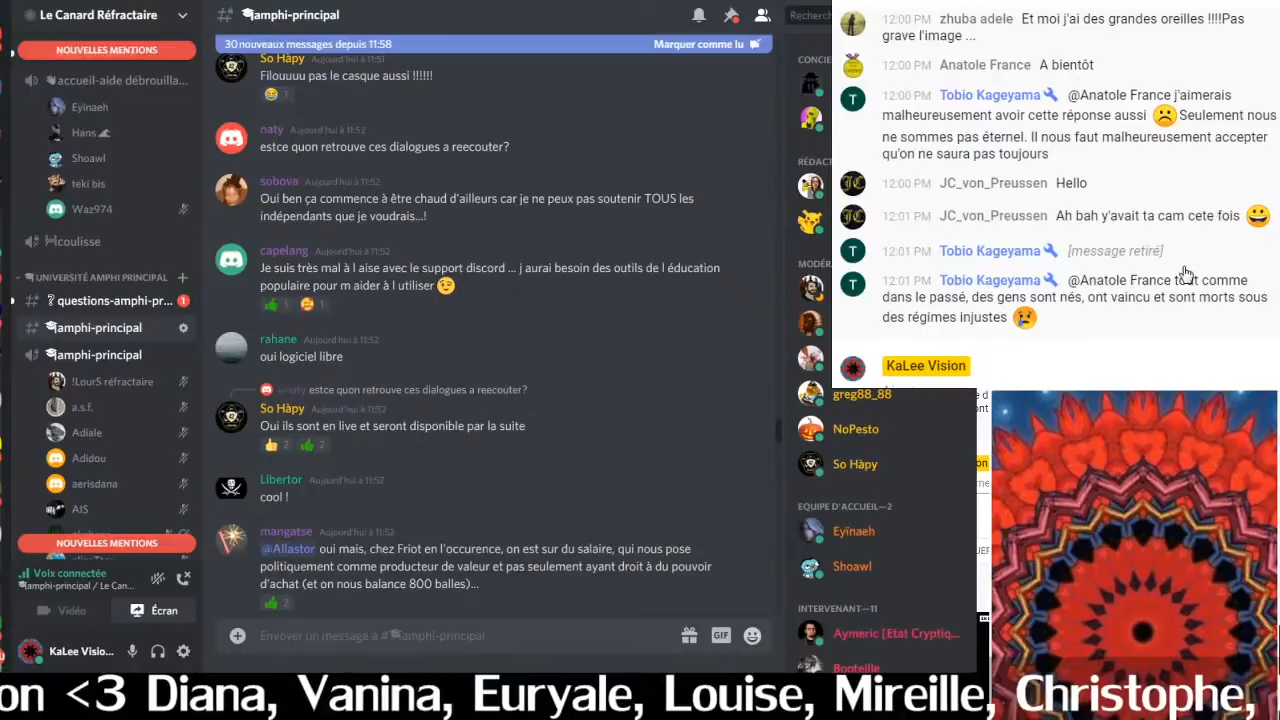 Le Canard Réfractaire
NOUVELLES MENTIONS
accueil-aide débrouilla...
Eyïnaeh
Hans
Shoawl
teki bis
Waz974
coulisse
UNIVERSITÉ AMPHI PRINCIPAL
questions-amphi-pr... 1
amphi-principal
amphi-principal
!LourS réfractaire
a.s.f.
Adiale
Adidou
aerisdana
AIS
NOUVELLES MENTIONS
Voix connectée
amphi-principal / Le Can...
Vidéo Écran
KaLee Visio...
amphi-principal
Recherc
30 nouveaux messages depuis 11:58 Marquer comme lu
So Hàpy Aujourd'hui à 11:51
Filouuuu pas le casque aussi !!!!!!
1
naty Aujourd'hui à 11:52
estce quon retrouve ces dialogues a reecouter?
sobova Aujourd'hui à 11:52
Oui ben ça commence à être chaud d'ailleurs car je ne peux pas soutenir TOUS les
indépendants que je voudrais...!
capelang Aujourd'hui à 11:52
Je suis très mal à l aise avec le support discord ... j aurai besoin des outils de l éducation
populaire pour m aider à l utiliser
1 1
rahane Aujourd'hui à 11:52
oui logiciel libre
estce quon retrouve ces dialogues a reecouter?
So Hàpy Aujourd'hui à 11:52
Oui ils sont en live et seront disponible par la suite
2 2
Libertor Aujourd'hui à 11:52
cool !
mangatse Aujourd'hui à 11:52
@Allastor oui mais, chez Friot en l'occurence, on est sur du salaire, qui nous pose
politiquement comme producteur de valeur et pas seulement ayant droit à du pouvoir
d'achat (et on nous balance 800 balles)...
2
Envoyer un message à #amphi-principal
GIF
CONCIE
RÉDACT
MODÉR
greg88_88
NoPesto
So Hàpy
EQUIPE D'ACCUEIL—2
Eyïnaeh
Shoawl
INTERVENANT—11
Aymeric [Etat Cryptiq...
Booteille
12:00 PM zhuba adele Et moi j'ai des grandes oreilles !!!!Pas
grave l'image ...
12:00 PM Anatole France A bientôt
12:00 PM Tobio Kageyama @Anatole France j'aimerais
malheureusement avoir cette réponse aussi Seulement nous
ne sommes pas éternel. Il nous faut malheureusement accepter
qu'on ne saura pas toujours
12:00 PM JC_von_Preussen Hello
12:01 PM JC_von_Preussen Ah bah y'avait ta cam cete fois
12:01 PM Tobio Kageyama [message retiré]
12:01 PM Tobio Kageyama @Anatole France tout comme
dans le passé, des gens sont nés, ont vaincu et sont morts sous
des régimes injustes
KaLee Vision
on <3 Diana, Vanina, Euryale, Louise, Mireille, Christophe,